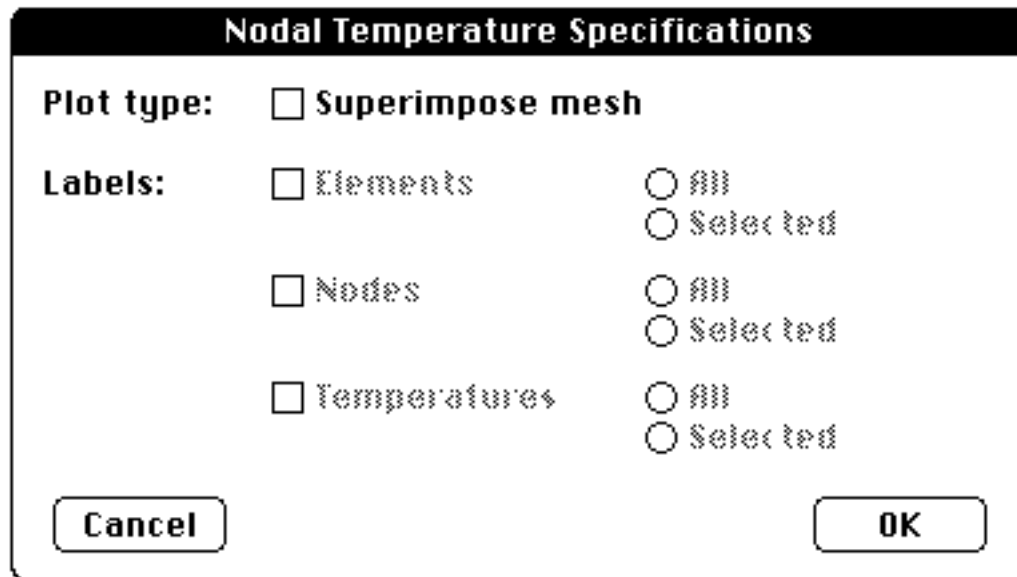 Nodal Temperature Specifications
Plot type: Superimpose mesh
Labels: Elements All
Selected
Nodes All
Selected
Temperatures All
Selected
Cancel OK